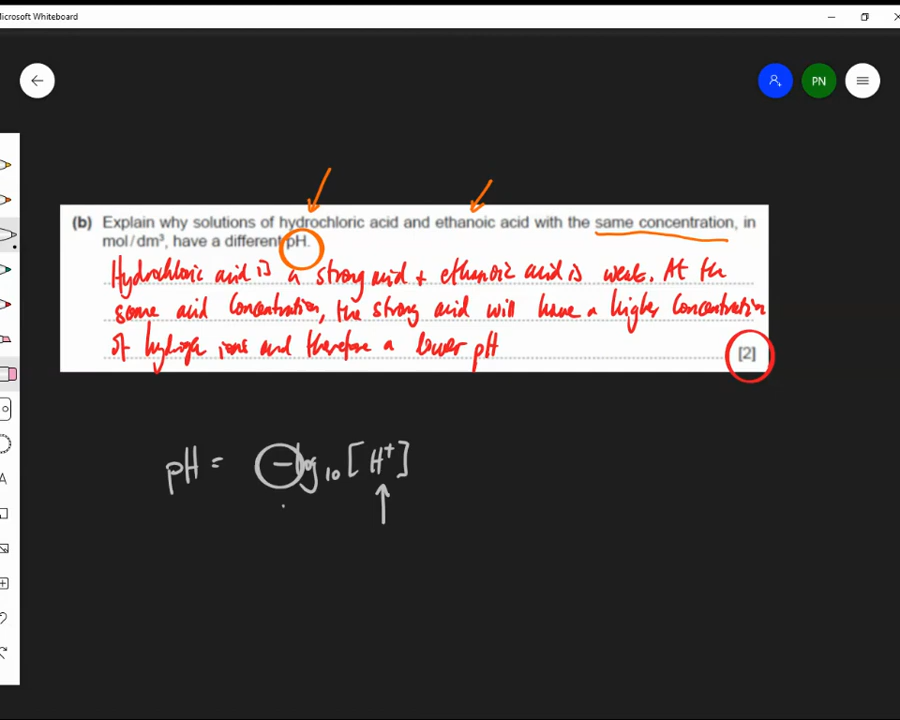 Microsoft Whiteboard
PN
(b) Explain why solutions of hydrochloric acid and ethanoic acid with the same concentration, in
mol/dm³, have a different pH.
Hydrochloric acid is a strong acid + ethanoic acid is weak. At the
same acid concentration, the strong acid will have a higher concentration
of hydrogen ions and therefore a lower pH
[2]
pH = -log₁₀ [H⁺]
A